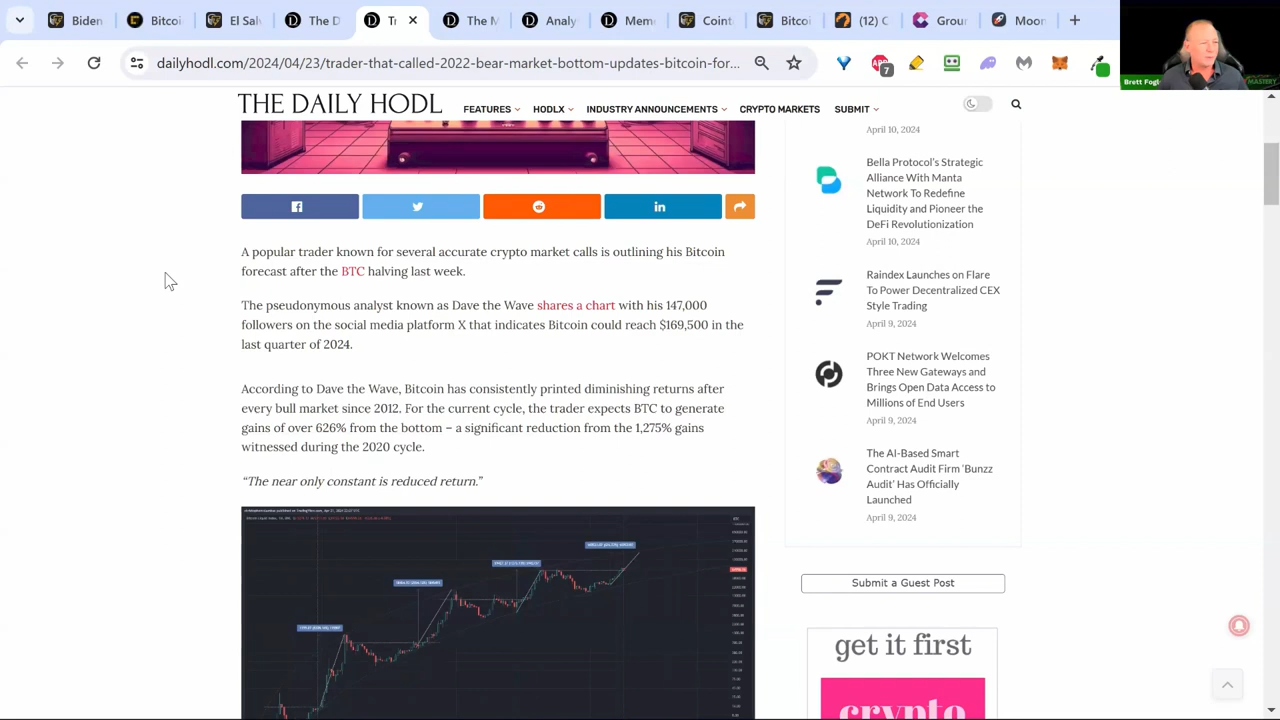 Biden
Bitcoi
El Sal
D Tr
D Tea
D Anal
D Mem
Coin
Bitcoi
(12) C
Grou
Moon
dailyhodl.com/2024/04/23/trader-that-called-2022-bear-market-bottom-updates-bitcoin-for...
7
Brett Fogl
MASTERY
THE DAILY HODL
FEATURES
HODLX
INDUSTRY ANNOUNCEMENTS
CRYPTO MARKETS
SUBMIT
A popular trader known for several accurate crypto market calls is outlining his Bitcoin
forecast after the BTC halving last week.
The pseudonymous analyst known as Dave the Wave shares a chart with his 147,000
followers on the social media platform X that indicates Bitcoin could reach $169,500 in the
last quarter of 2024.
According to Dave the Wave, Bitcoin has consistently printed diminishing returns after
every bull market since 2012. For the current cycle, the trader expects BTC to generate
gains of over 626% from the bottom – a significant reduction from the 1,275% gains
witnessed during the 2020 cycle.
“The near only constant is reduced return.”
April 10, 2024
Bella Protocol’s Strategic
Alliance With Manta
Network To Redefine
Liquidity and Pioneer the
DeFi Revolutionization
April 10, 2024
Raindex Launches on Flare
To Power Decentralized CEX
Style Trading
April 9, 2024
POKT Network Welcomes
Three New Gateways and
Brings Open Data Access to
Millions of End Users
April 9, 2024
The AI-Based Smart
Contract Audit Firm ‘Bunzz
Audit’ Has Officially
Launched
April 9, 2024
Submit a Guest Post
get it first
crypto